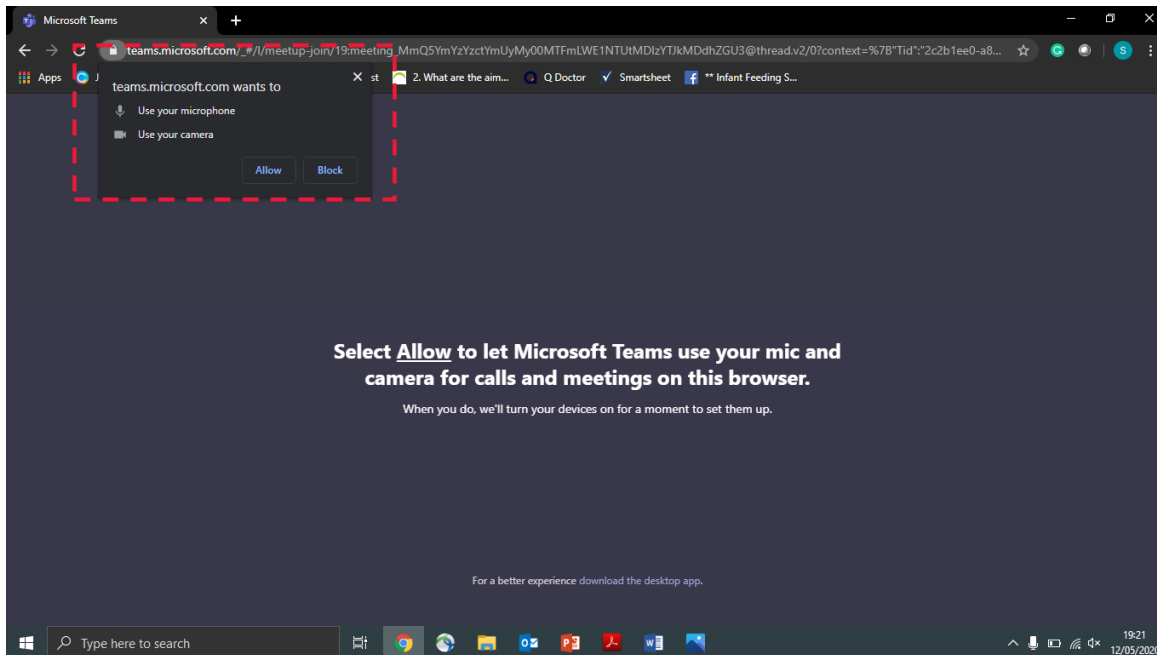 Microsoft Teams
teams.microsoft.com/_#/l/meetup-join/19:meeting_MmQ5YmYzYzctYmUyMy00MTFmLWE1NTUtMDIzYTJkMDdhZGU3@thread.v2/0?context=%7B"Tid":"2c2b1ee0-a8...
Apps J st 2. What are the aim... Q Doctor Smartsheet ** Infant Feeding S...
teams.microsoft.com wants to
Use your microphone
Use your camera
Allow Block
Select Allow to let Microsoft Teams use your mic and
camera for calls and meetings on this browser.
When you do, we'll turn your devices on for a moment to set them up.
For a better experience download the desktop app.
Type here to search
19:21
12/05/2020